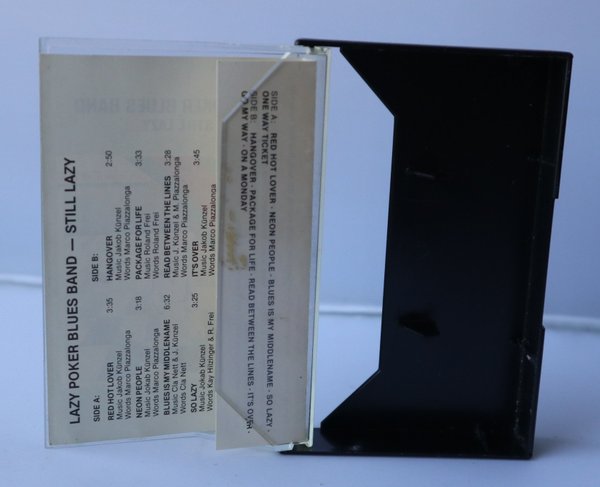 LAZY POKER BLUES BAND — STILL LAZY
SIDE A:
RED HOT LOVER 3:35
Music Jakob Künzel
Words Marco Piazzalonga
NEON PEOPLE 3:18
Music Jokab Künzel
Words Marco Piazzalonga
BLUES IS MY MIDDLENAME 6:32
Music Cla Nett & J. Künzel
Words Cla Nett
SO LAZY 3:25
Music Jokab Künzel
Words Kay Hizinger & R. Frei
SIDE B:
HANGOVER 2:50
Music Jakob Künzel
Words Marco Piazzalonga
PACKAGE FOR LIFE 3:33
Music Roland Frei
Words Roland Frei
READ BETWEEN THE LINES 3:28
Music J. Künzel & M. Piazzalonga
Words Marco Piazzalonga
IT'S OVER 3:45
Music Jakob Künzel
Words Marco Piazzalonga
SIDE A: RED HOT LOVER · NEON PEOPLE · BLUES IS MY MIDDLENAME · SO LAZY ·
ONE WAY TICKET
SIDE B: HANGOVER · PACKAGE FOR LIFE · READ BETWEEN THE LINES · IT'S OVER ·
GO MY WAY · ON A MONDAY